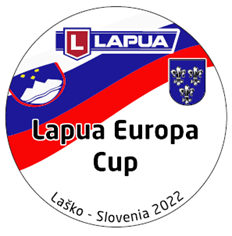 L LAPUA
Lapua Europa
Cup
Laško - Slovenia 2022